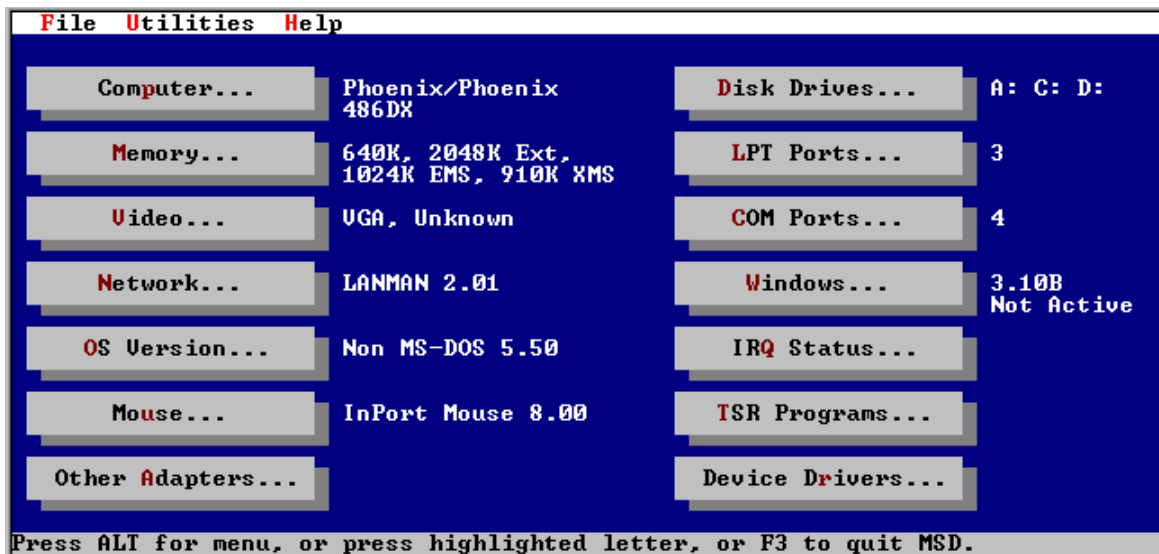 File Utilities Help
Computer... Phoenix/Phoenix Disk Drives... A: C: D:
486DX
Memory... 640K, 2048K Ext, LPT Ports... 3
1024K EMS, 910K XMS
Video... VGA, Unknown COM Ports... 4
Network... LANMAN 2.01 Windows... 3.10B
Not Active
OS Version... Non MS-DOS 5.50 IRQ Status...
Mouse... InPort Mouse 8.00 TSR Programs...
Other Adapters... Device Drivers...
Press ALT for menu, or press highlighted letter, or F3 to quit MSD.